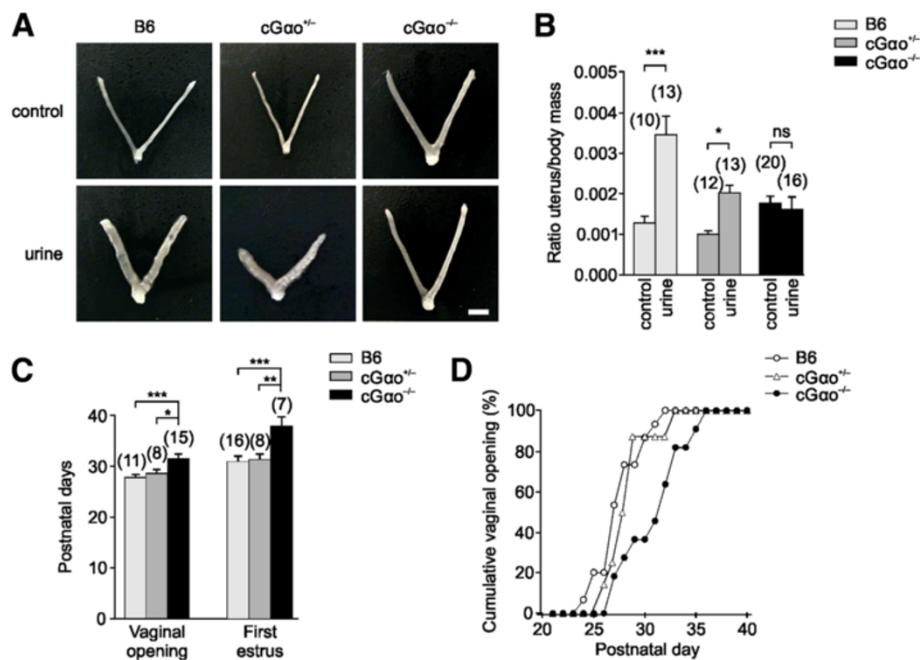 A
B6
cGαo+/–
cGαo–/–
control
urine
B
B6
cGαo+/–
cGαo–/–
Ratio uterus/body mass
0.005
0.004
0.003
0.002
0.001
0.000
***
(10)
(13)
*
(12)
(13)
ns
(20)
(16)
control
urine
control
urine
control
urine
C
B6
cGαo+/–
cGαo–/–
Postnatal days
40
30
20
10
0
***
*
(11)
(8)
(15)
***
**
(16)
(8)
(7)
Vaginal
opening
First
estrus
D
B6
cGαo+/–
cGαo–/–
Cumulative vaginal opening (%)
100
80
60
40
20
0
20
25
30
35
40
Postnatal day